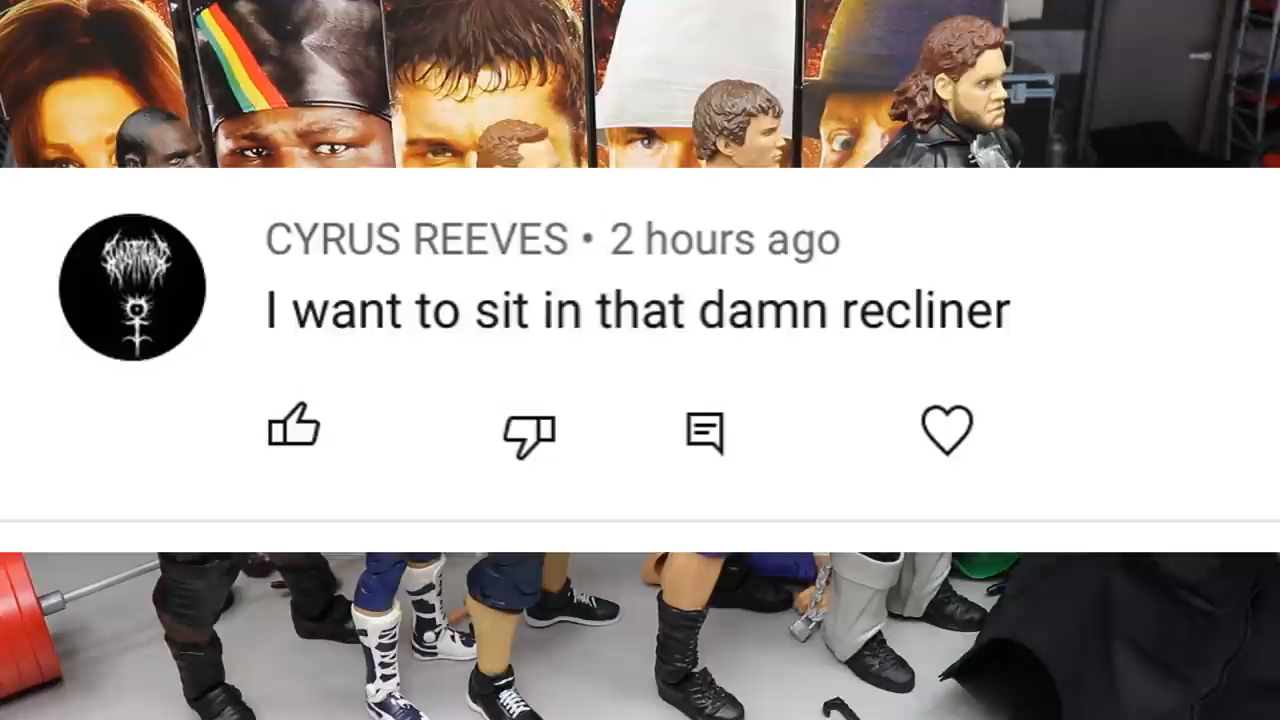 CYRUS REEVES • 2 hours ago
I want to sit in that damn recliner